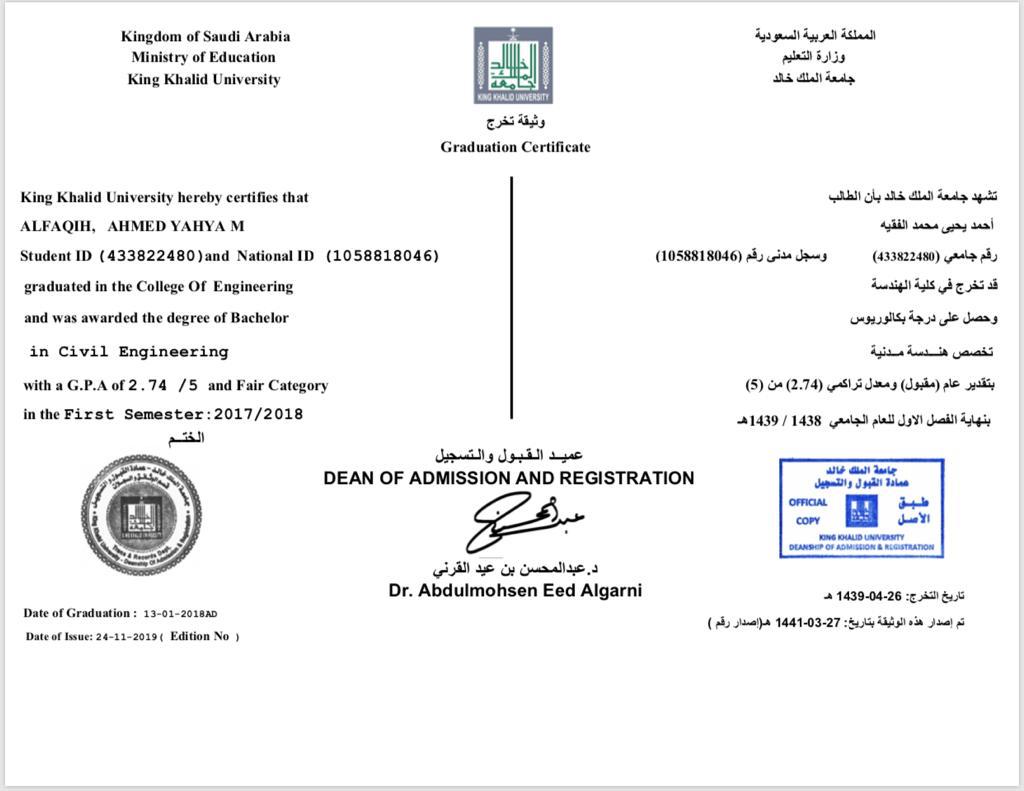 Kingdom of Saudi Arabia
Ministry of Education
King Khalid University
المملكة العربية السعودية
وزارة التعليم
جامعة الملك خالد
KING KHALID UNIVERSITY
وثيقة تخرج
Graduation Certificate
King Khalid University hereby certifies that
ALFAQIH, AHMED YAHYA M
Student ID (433822480)and National ID (1058818046)
graduated in the College Of Engineering
and was awarded the degree of Bachelor
in Civil Engineering
with a G.P.A of 2.74 /5 and Fair Category
in the First Semester:2017/2018
تشهد جامعة الملك خالد بأن الطالب
أحمد يحيى محمد الفقيه
رقم جامعي (433822480) وسجل مدنى رقم (1058818046)
قد تخرج في كلية الهندسة
وحصل على درجة بكالوريوس
تخصص هنـــدسة مــدنية
بتقدير عام (مقبول) ومعدل تراكمي (2.74) من (5)
بنهاية الفصل الاول للعام الجامعي 1438 / 1439هـ
الختــم
عميــد الـقـبـول والـتـسجيل
DEAN OF ADMISSION AND REGISTRATION
د.عبدالمحسن بن عيد القرني
Dr. Abdulmohsen Eed Algarni
جامعة الملك خالد
عمادة القبول والتسجيل
OFFICIAL
COPY
طـبـق
الأصـل
KING KHALID UNIVERSITY
DEANSHIP OF ADMISSION & REGISTRATION
Date of Graduation : 13-01-2018AD
Date of Issue: 24-11-2019( Edition No )
تاريخ التخرج: 26-04-1439 هـ
تم إصدار هذه الوثيقة بتاريخ: 27-03-1441 هـ(إصدار رقم )